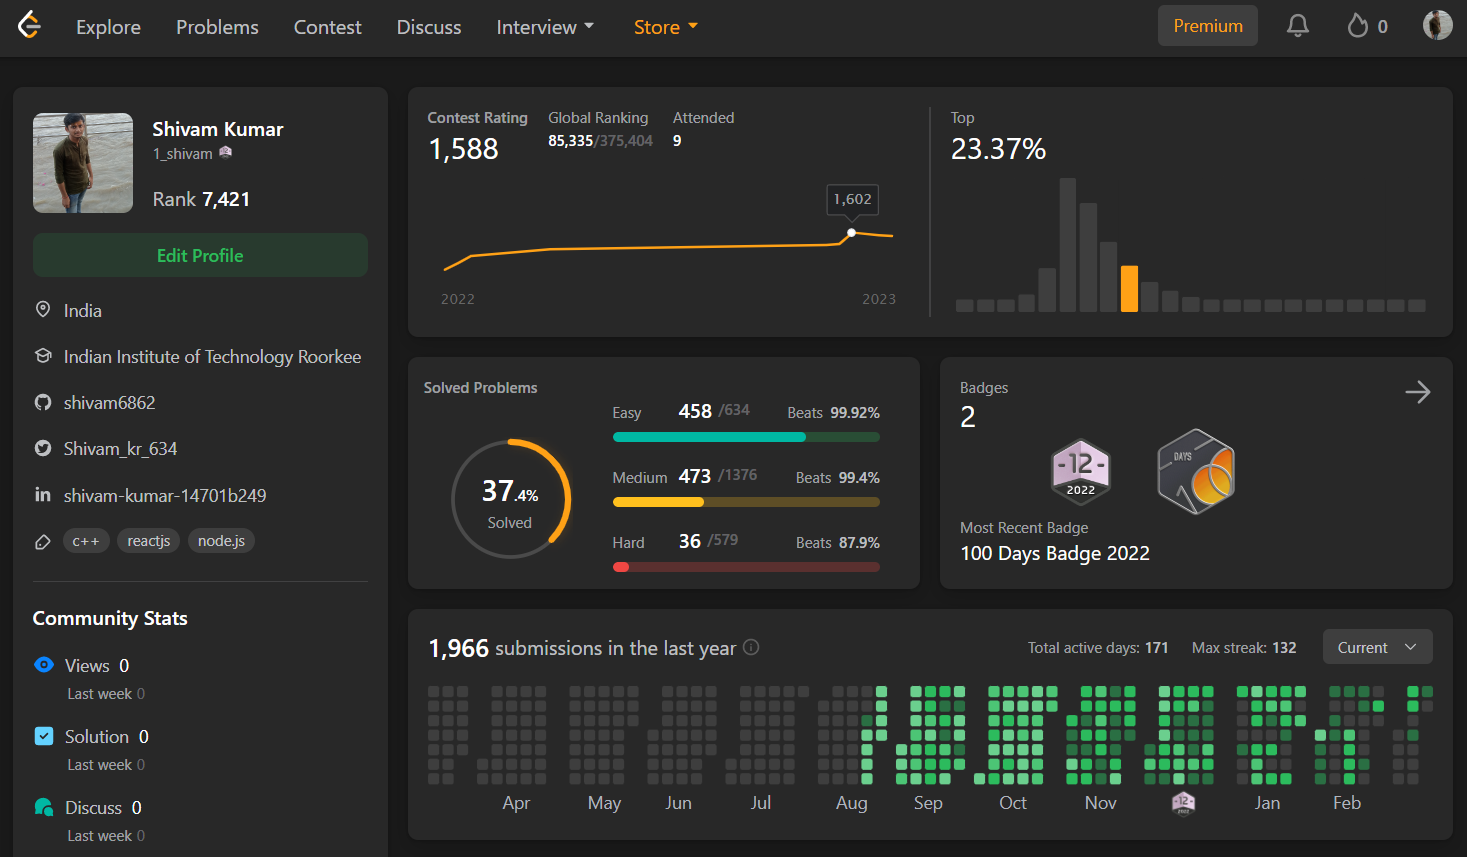 Explore Problems Contest Discuss Interview Store Premium 0
Shivam Kumar
1_shivam
Rank 7,421
Edit Profile
India
Indian Institute of Technology Roorkee
shivam6862
Shivam_kr_634
shivam-kumar-14701b249
c++ reactjs node.js
Community Stats
Views 0
Last week 0
Solution 0
Last week 0
Discuss 0
Last week 0
Contest Rating Global Ranking Attended
1,588 85,335/375,404 9
1,602
2022 2023
Top
23.37%
Solved Problems
37.4%
Solved
Easy 458 /634 Beats 99.92%
Medium 473 /1376 Beats 99.4%
Hard 36 /579 Beats 87.9%
Badges
2
-12-
2022
DAYS
Most Recent Badge
100 Days Badge 2022
1,966 submissions in the last year Total active days: 171 Max streak: 132 Current
Apr May Jun Jul Aug Sep Oct Nov -12- Jan Feb
2022